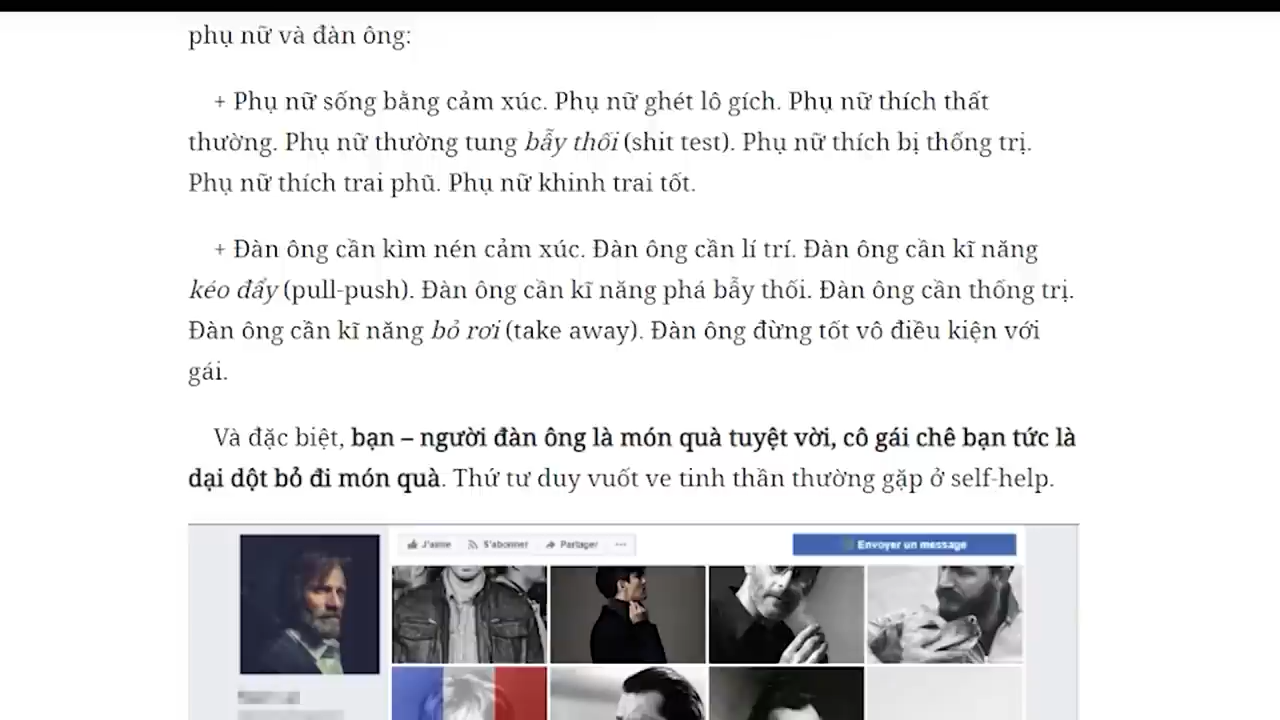 phụ nữ và đàn ông:
+ Phụ nữ sống bằng cảm xúc. Phụ nữ ghét lô gích. Phụ nữ thích thất
thường. Phụ nữ thường tung bẫy thối (shit test). Phụ nữ thích bị thống trị.
Phụ nữ thích trai phũ. Phụ nữ khinh trai tốt.
+ Đàn ông cần kìm nén cảm xúc. Đàn ông cần lí trí. Đàn ông cần kĩ năng
kéo đẩy (pull-push). Đàn ông cần kĩ năng phá bẫy thối. Đàn ông cần thống trị.
Đàn ông cần kĩ năng bỏ rơi (take away). Đàn ông đừng tốt vô điều kiện với
gái.
Và đặc biệt, bạn – người đàn ông là món quà tuyệt vời, cô gái chê bạn tức là
dại dột bỏ đi món quà. Thứ tư duy vuốt ve tinh thần thường gặp ở self-help.
J'aime S'abonner Partager ... Envoyer un message